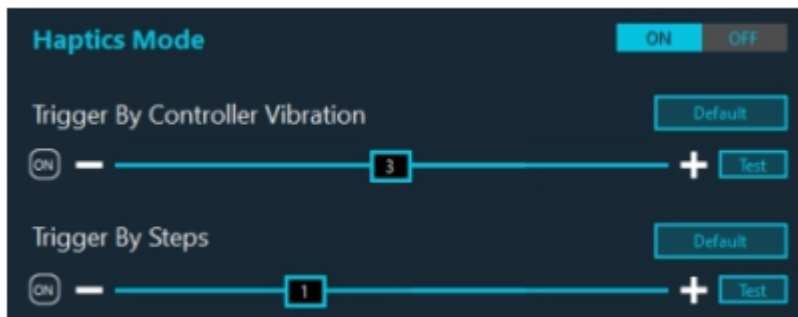 Haptics Mode ON OFF
Trigger By Controller Vibration Default
ON 3 Test
Trigger By Steps Default
ON 1 Test